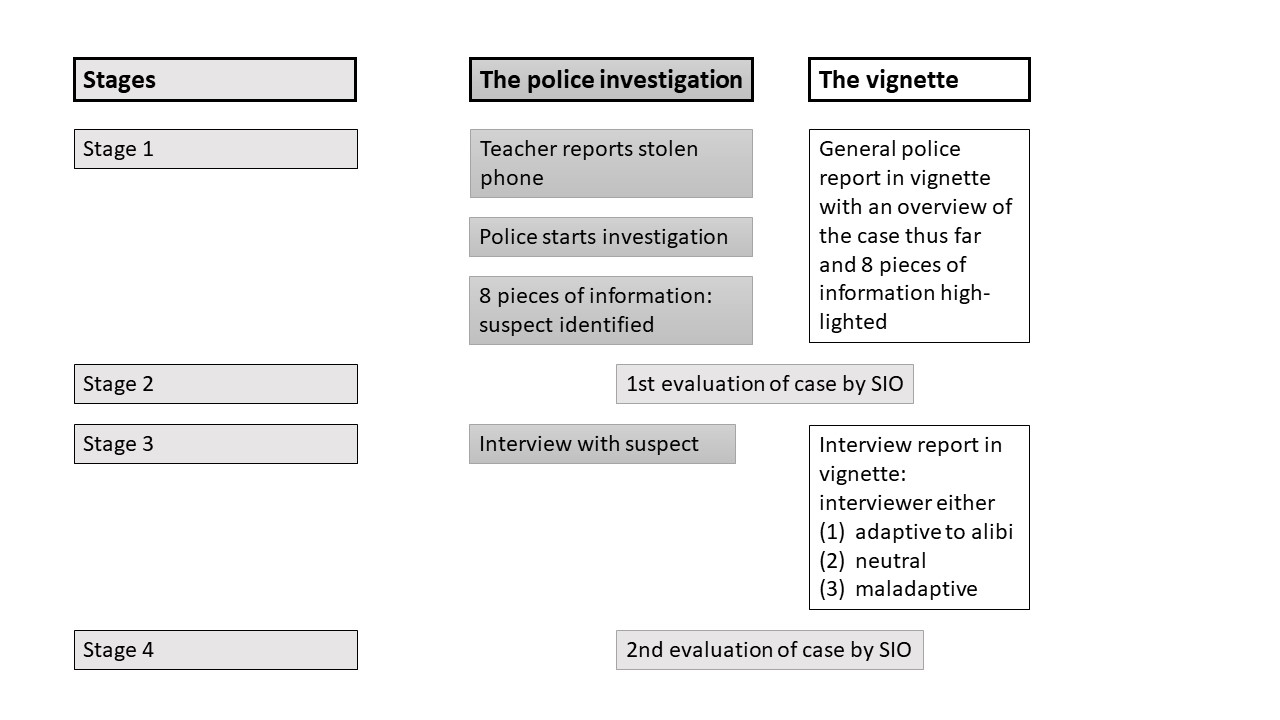 Stages
The police investigation
The vignette
Stage 1
Teacher reports stolen
phone
Police starts investigation
8 pieces of information:
suspect identified
General police
report in vignette
with an overview of
the case thus far
and 8 pieces of
information high-
lighted
Stage 2
1st evaluation of case by SIO
Stage 3
Interview with suspect
Interview report in
vignette:
interviewer either
(1) adaptive to alibi
(2) neutral
(3) maladaptive
Stage 4
2nd evaluation of case by SIO